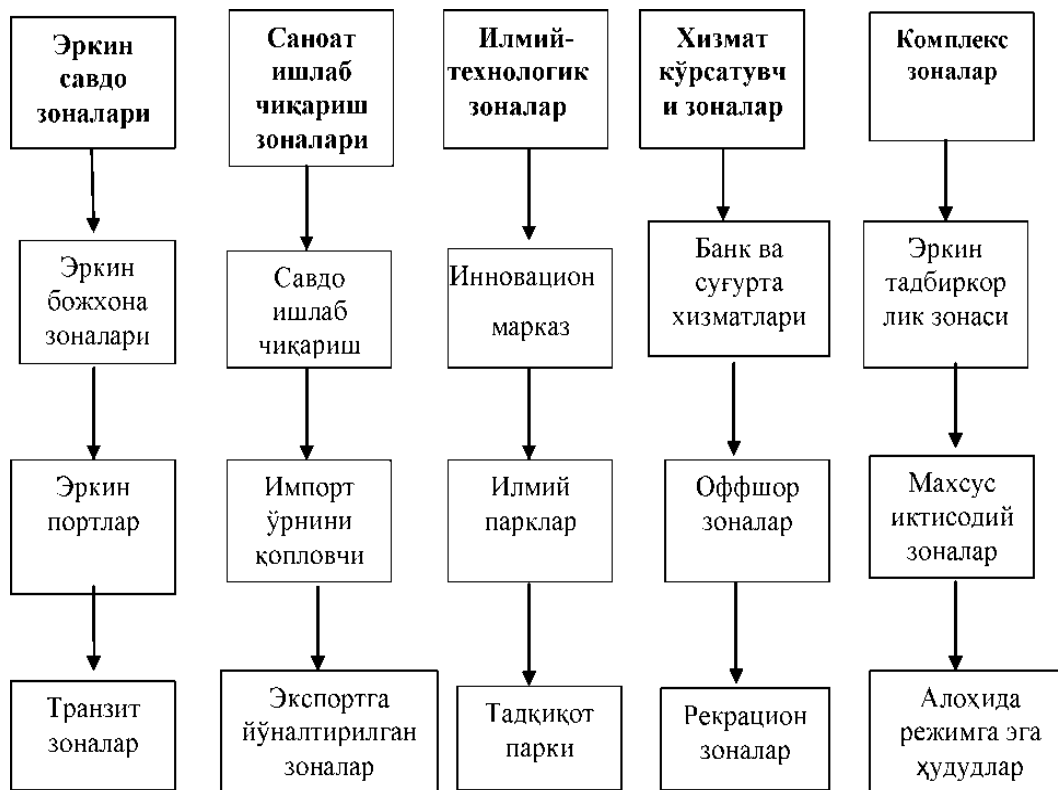 Эркин
савдо
зоналари
Саноат
ишлаб
чиқариш
зоналари
Илмий-
технологик
зоналар
Хизмат
кўрсатувч
и зоналар
Комплекс
зоналар
Эркин
божхона
зоналари
Савдо
ишлаб
чиқариш
Инновацион
марказ
Банк ва
суғурта
хизматлари
Эркин
тадбиркор
лик зонаси
Эркин
портлар
Импорт
ўрнини
қопловчи
Илмий
парклар
Оффшор
зоналар
Махсус
иқтисодий
зоналар
Транзит
зоналар
Экспортга
йўналтирилган
зоналар
Тадқиқот
парки
Рекрацион
зоналар
Алоҳида
режимга эга
ҳудудлар